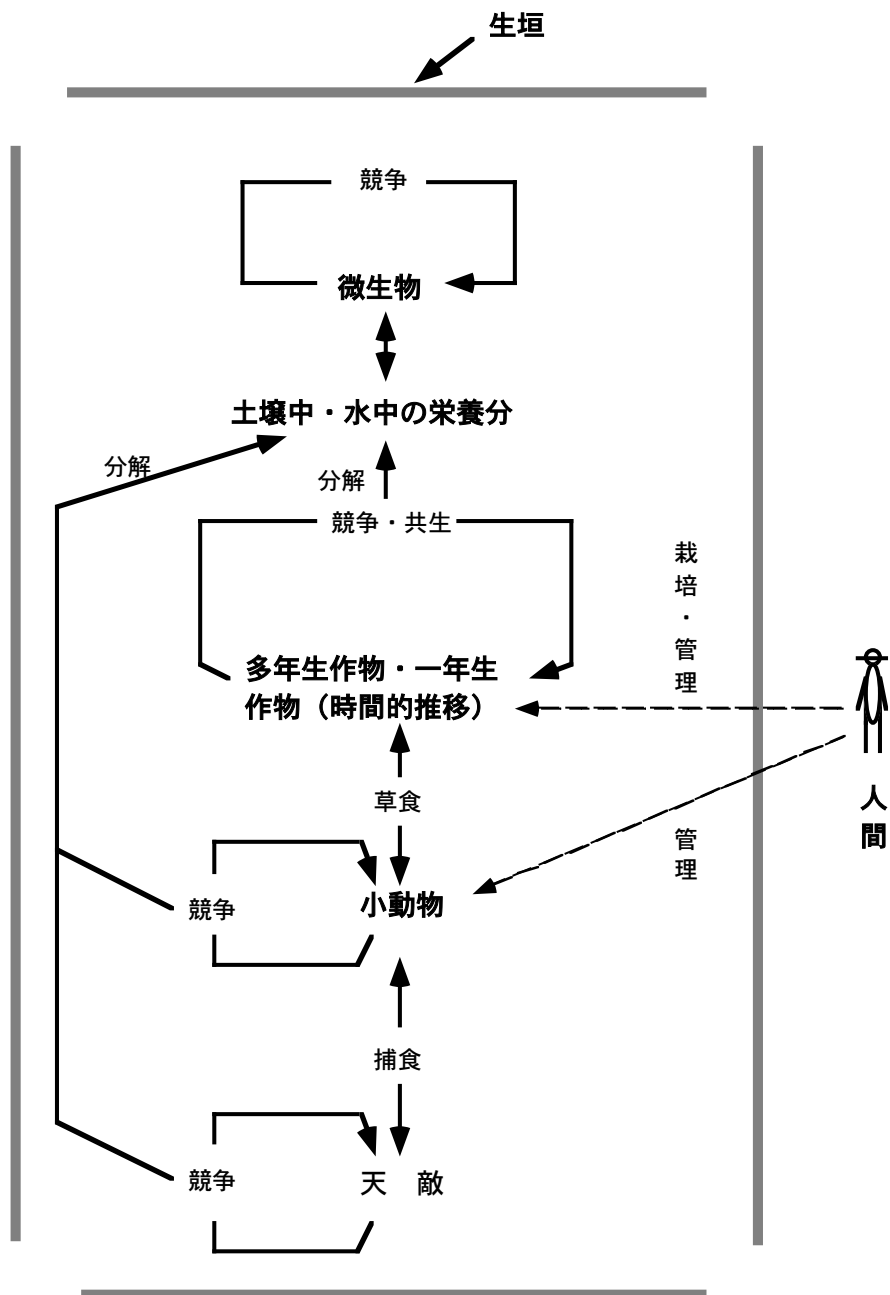 生垣
競争
微生物
土壌中・水中の栄養分
分解
分解
競争・共生
栽培・管理
多年生作物・一年生
作物（時間的推移）
人間
草食
管理
競争
小動物
捕食
競争
天　敵